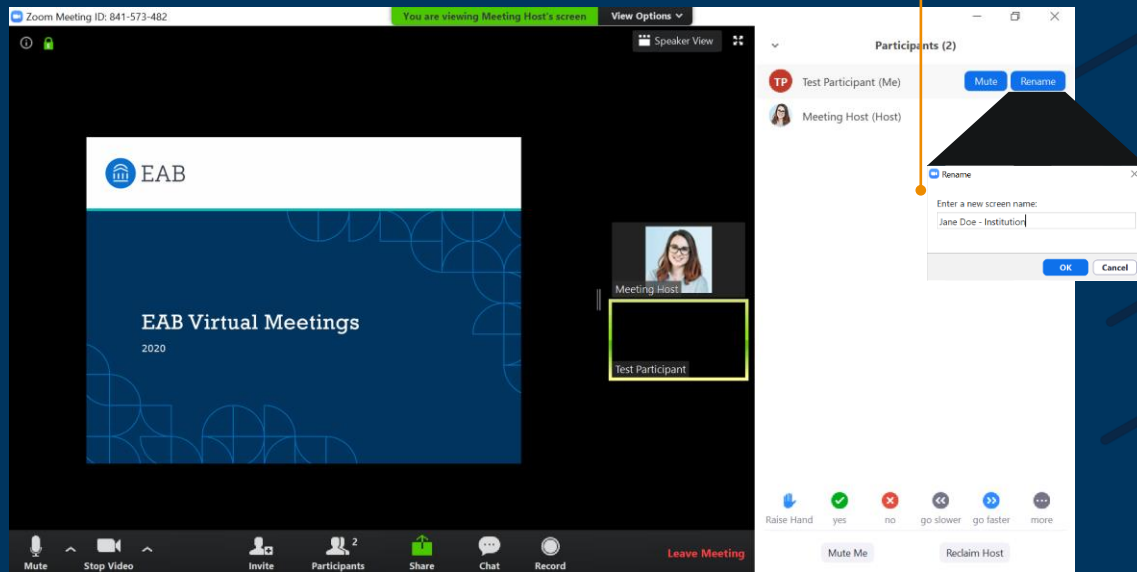 Zoom Meeting ID: 841-573-482
You are viewing Meeting Host's screen
View Options
Speaker View
EAB
EAB Virtual Meetings
2020
Meeting Host
Test Participant
Participants (2)
TP Test Participant (Me) Mute Rename
Meeting Host (Host)
Rename
Enter a new screen name:
Jane Doe - Institution
OK Cancel
Raise Hand yes no go slower go faster more
Mute Me Reclaim Host
Mute Stop Video Invite Participants 2 Share Chat Record Leave Meeting